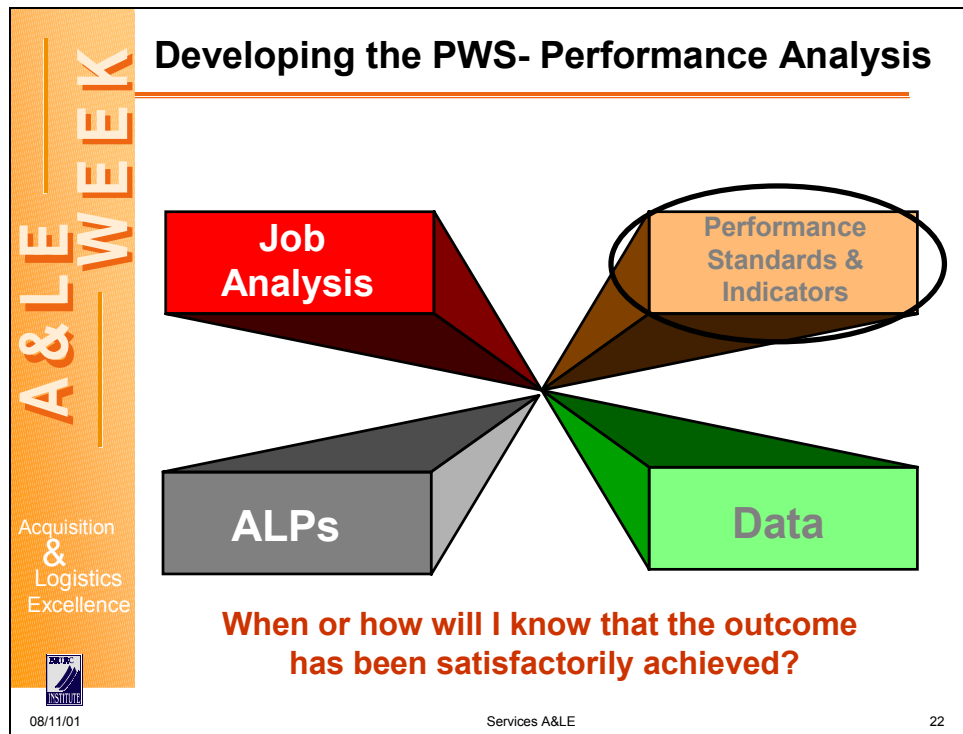 Developing the PWS- Performance Analysis
A&LE
WEEK
Job
Analysis
Performance
Standards &
Indicators
ALPs
Data
Acquisition
&
Logistics
Excellence
When or how will I know that the outcome
has been satisfactorily achieved?
INSTITUTE
08/11/01
Services A&LE
22